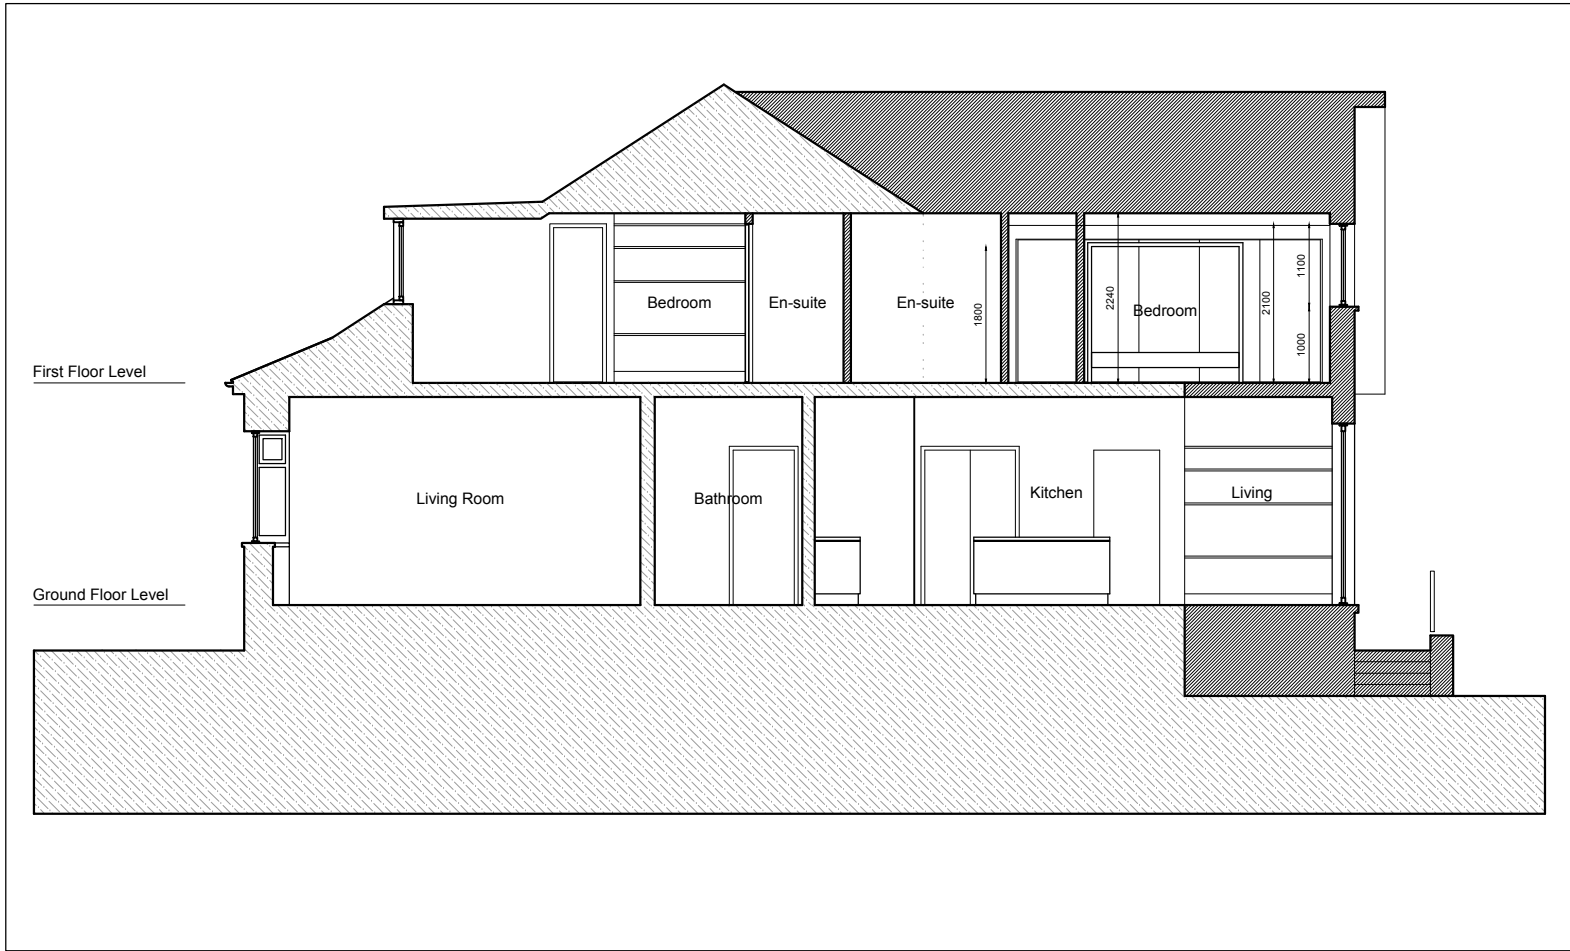 Bedroom
En-suite
En-suite
1800
2240
Bedroom
2100
1100
1000
First Floor Level
Living Room
Bathroom
Kitchen
Living
Ground Floor Level